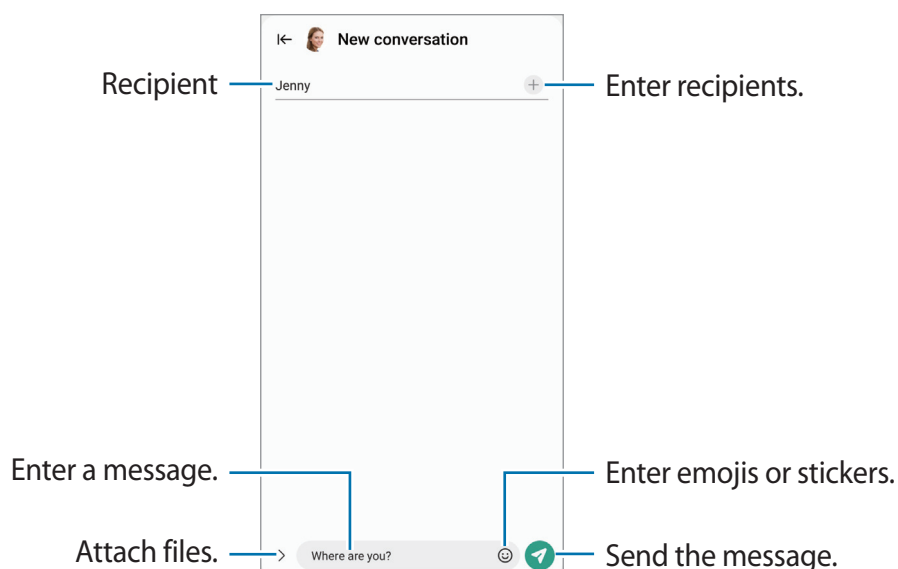 New conversation
Recipient
Jenny
Enter recipients.
Enter a message.
Enter emojis or stickers.
Attach files.
Where are you?
Send the message.